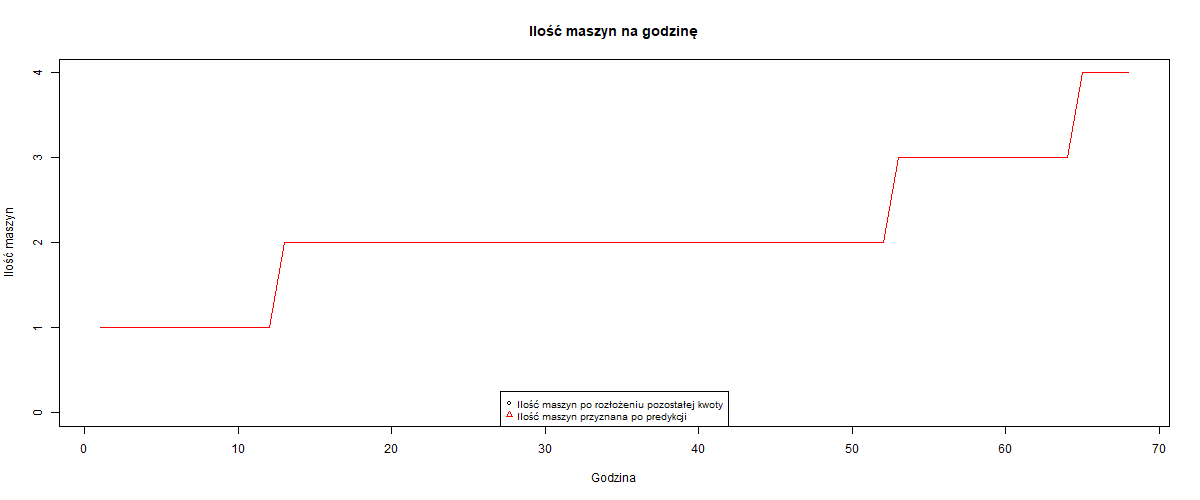 Ilość maszyn na godzinę
Ilość maszyn
4
3
2
1
0
Ilość maszyn po rozłożeniu pozostałej kwoty
Ilość maszyn przyznana po predykcji
0 10 20 30 40 50 60 70
Godzina